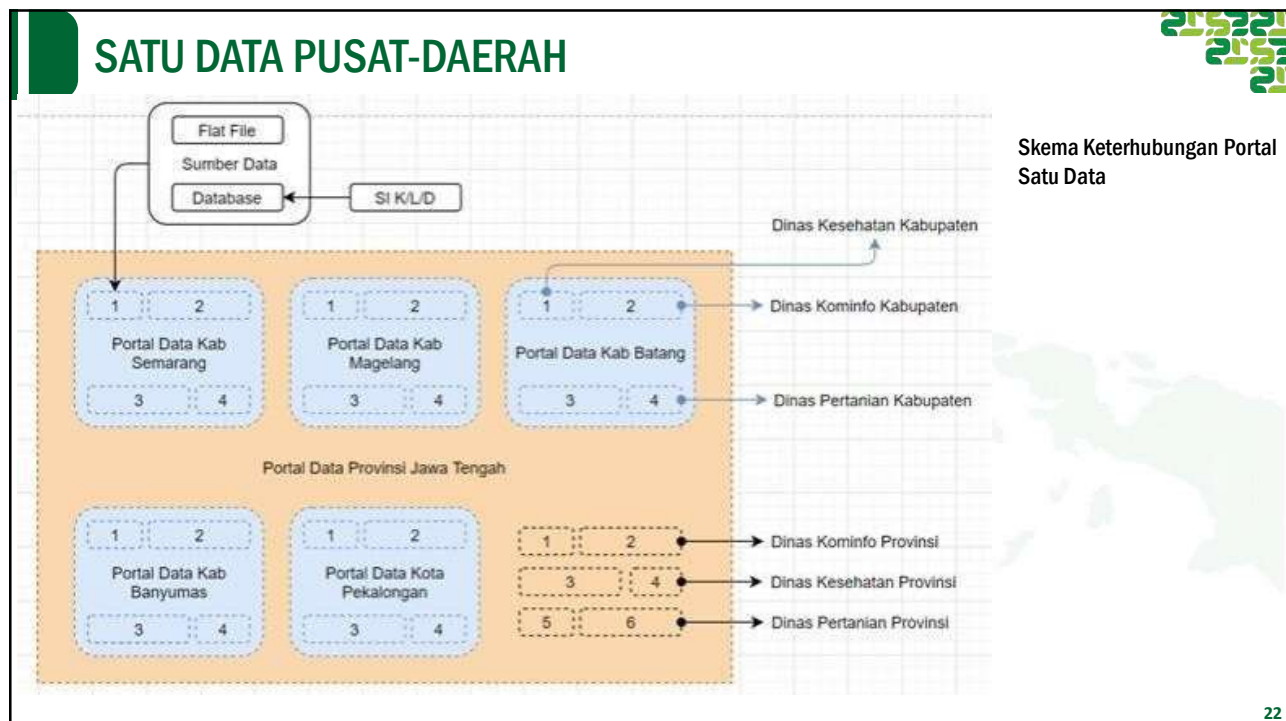 SATU DATA PUSAT-DAERAH
Skema Keterhubungan Portal
Satu Data
Flat File
Sumber Data
Database
SI K/L/D
Dinas Kesehatan Kabupaten
Dinas Kominfo Kabupaten
Dinas Pertanian Kabupaten
1 2
Portal Data Kab
Semarang
3 4
1 2
Portal Data Kab
Magelang
3 4
1 2
Portal Data Kab Batang
3 4
Portal Data Provinsi Jawa Tengah
1 2
Portal Data Kab
Banyumas
3 4
1 2
Portal Data Kota
Pekalongan
3 4
1 2
Dinas Kominfo Provinsi
3 4
Dinas Kesehatan Provinsi
5 6
Dinas Pertanian Provinsi
22